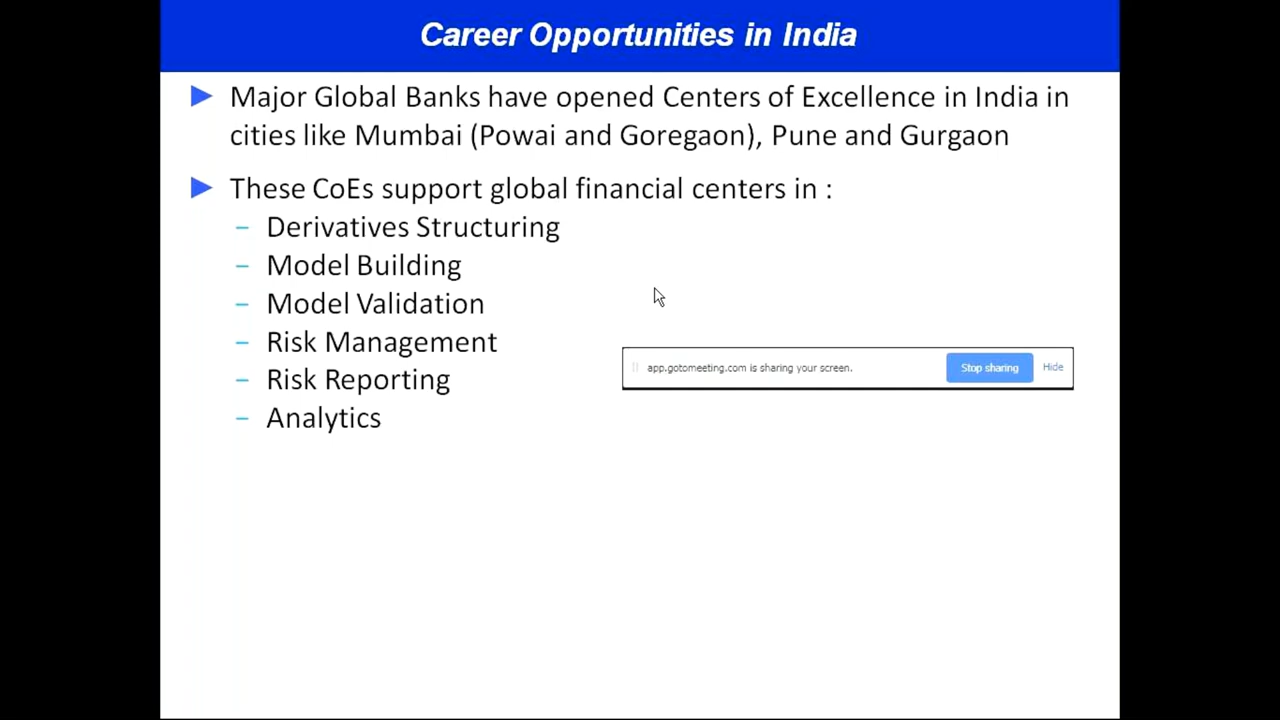 Career Opportunities in India
► Major Global Banks have opened Centers of Excellence in India in
cities like Mumbai (Powai and Goregaon), Pune and Gurgaon
► These CoEs support global financial centers in :
– Derivatives Structuring
– Model Building
– Model Validation
– Risk Management
– Risk Reporting
– Analytics
app.gotomeeting.com is sharing your screen. Stop sharing Hide